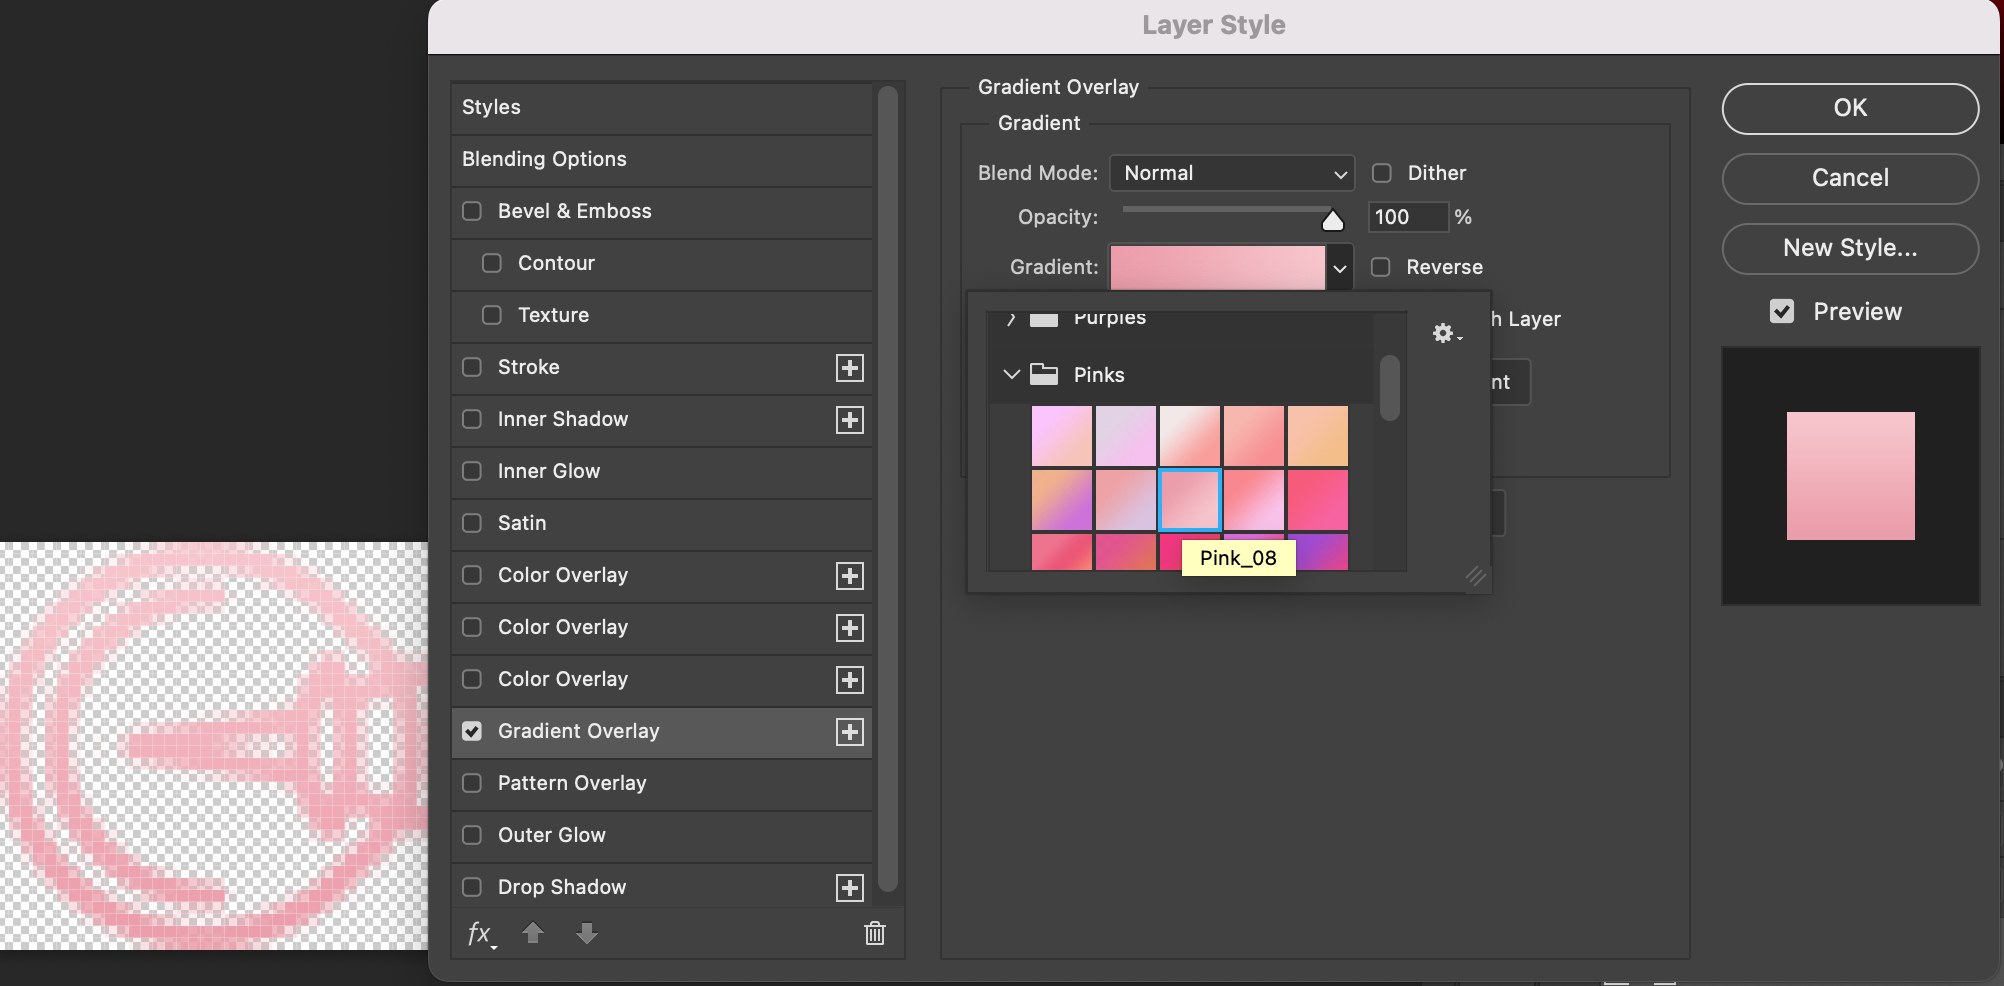 Layer Style
Styles
Blending Options
Bevel & Emboss
Contour
Texture
Stroke
Inner Shadow
Inner Glow
Satin
Color Overlay
Color Overlay
Color Overlay
Gradient Overlay
Pattern Overlay
Outer Glow
Drop Shadow
fx
Gradient Overlay
Gradient
Blend Mode: Normal Dither
Opacity: 100 %
Gradient: Reverse
Purples
h Layer
Pinks
nt
Pink_08
OK
Cancel
New Style...
Preview